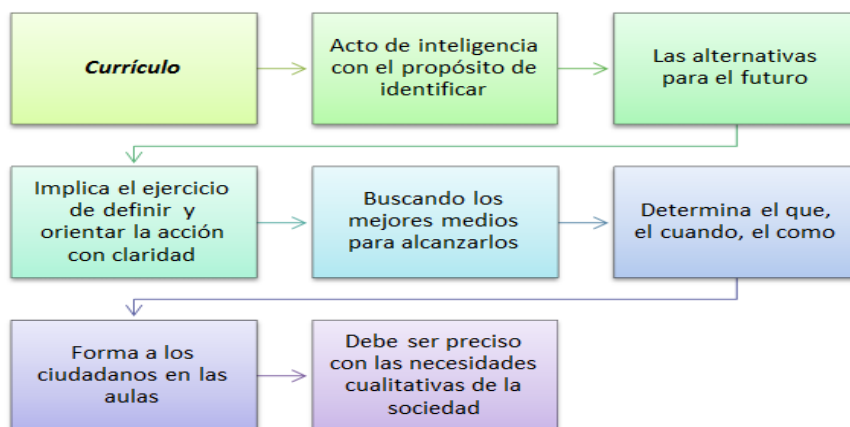 Currículo
Acto de inteligencia
con el propósito de
identificar
Las alternativas
para el futuro
Implica el ejercicio
de definir y
orientar la acción
con claridad
Buscando los
mejores medios
para alcanzarlos
Determina el que,
el cuando, el como
Forma a los
ciudadanos en las
aulas
Debe ser preciso
con las necesidades
cualitativas de la
sociedad